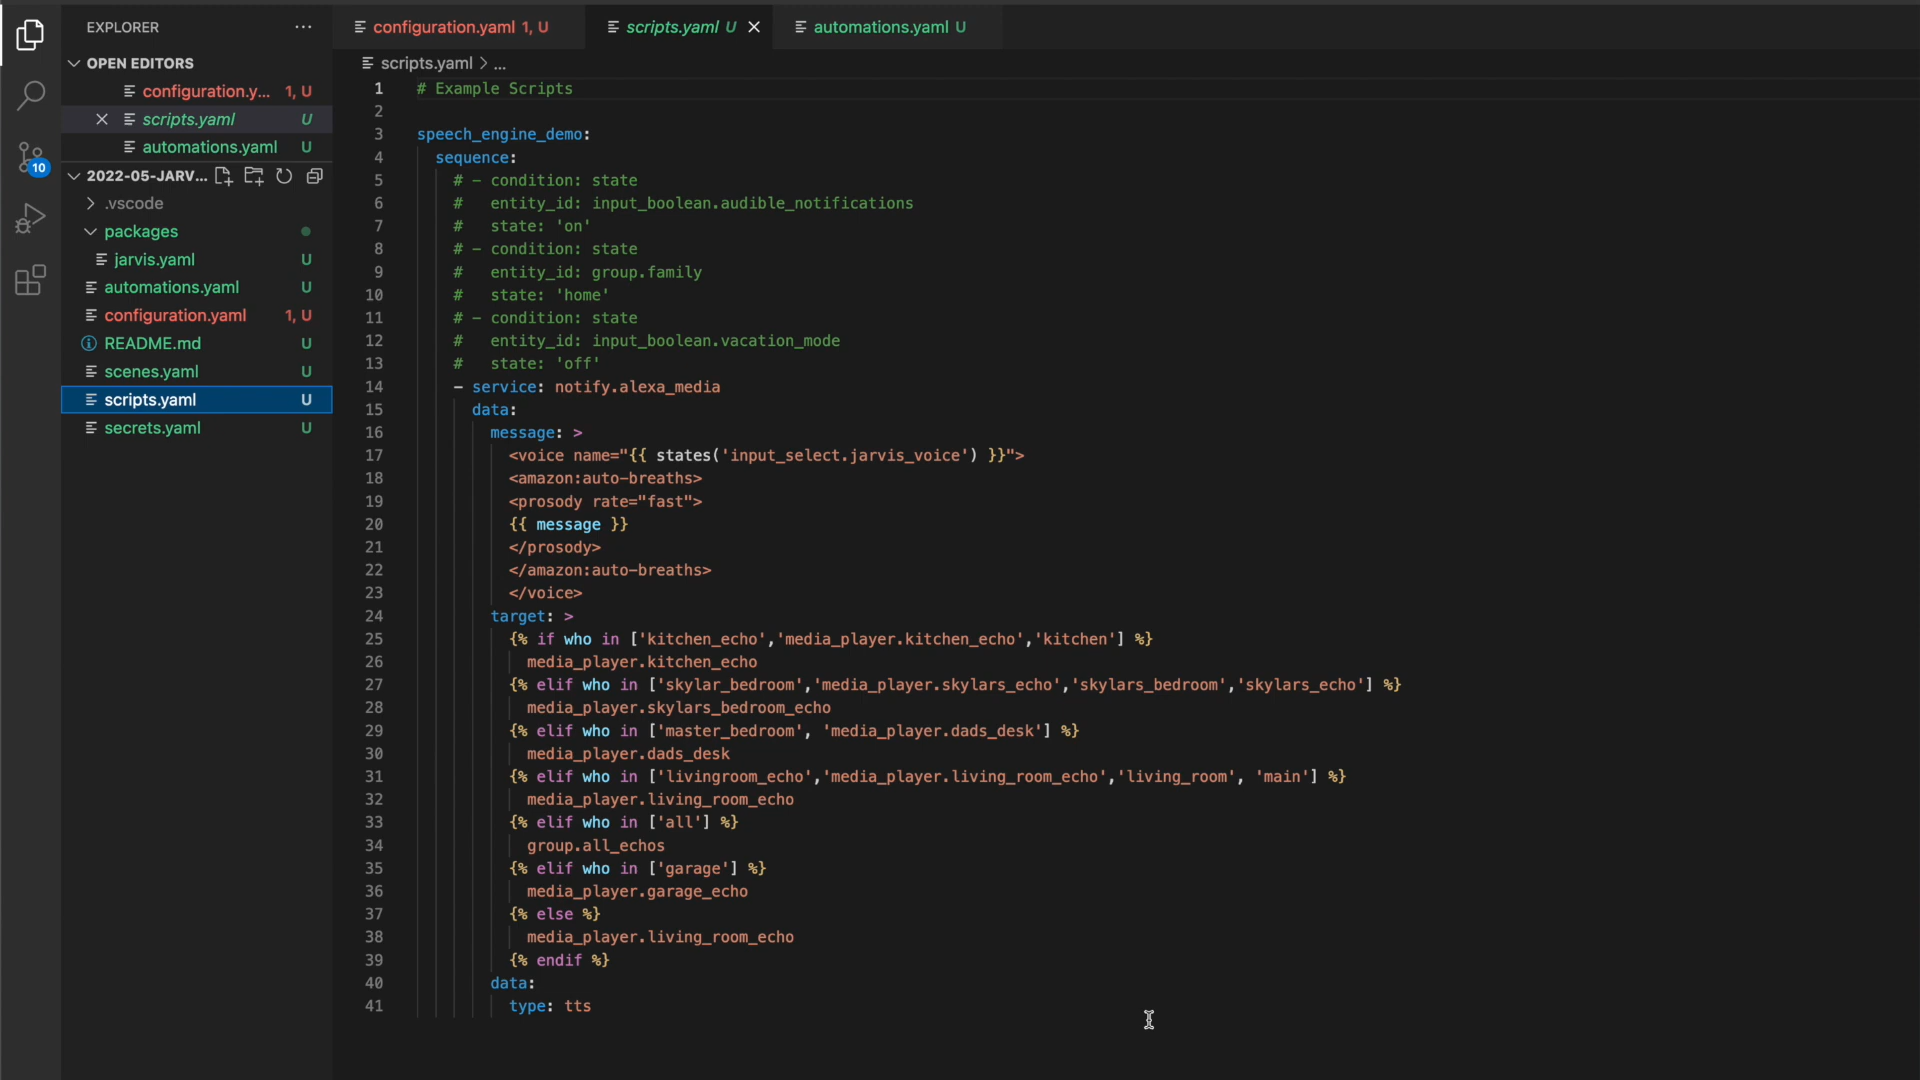 EXPLORER
OPEN EDITORS
configuration.y... 1, U
scripts.yaml U
automations.yaml U
2022-05-JARV...
.vscode
packages
jarvis.yaml U
automations.yaml U
configuration.yaml 1, U
README.md U
scenes.yaml U
scripts.yaml U
secrets.yaml U
10
configuration.yaml 1, U
scripts.yaml U
automations.yaml U
scripts.yaml > ...
1 # Example Scripts
2
3 speech_engine_demo:
4 sequence:
5 # - condition: state
6 # entity_id: input_boolean.audible_notifications
7 # state: 'on'
8 # - condition: state
9 # entity_id: group.family
10 # state: 'home'
11 # - condition: state
12 # entity_id: input_boolean.vacation_mode
13 # state: 'off'
14 - service: notify.alexa_media
15 data:
16 message: >
17 <voice name="{{ states('input_select.jarvis_voice') }}">
18 <amazon:auto-breaths>
19 <prosody rate="fast">
20 {{ message }}
21 </prosody>
22 </amazon:auto-breaths>
23 </voice>
24 target: >
25 {% if who in ['kitchen_echo','media_player.kitchen_echo','kitchen'] %}
26 media_player.kitchen_echo
27 {% elif who in ['skylar_bedroom','media_player.skylars_echo','skylars_bedroom','skylars_echo'] %}
28 media_player.skylars_bedroom_echo
29 {% elif who in ['master_bedroom', 'media_player.dads_desk'] %}
30 media_player.dads_desk
31 {% elif who in ['livingroom_echo','media_player.living_room_echo','living_room', 'main'] %}
32 media_player.living_room_echo
33 {% elif who in ['all'] %}
34 group.all_echos
35 {% elif who in ['garage'] %}
36 media_player.garage_echo
37 {% else %}
38 media_player.living_room_echo
39 {% endif %}
40 data:
41 type: tts